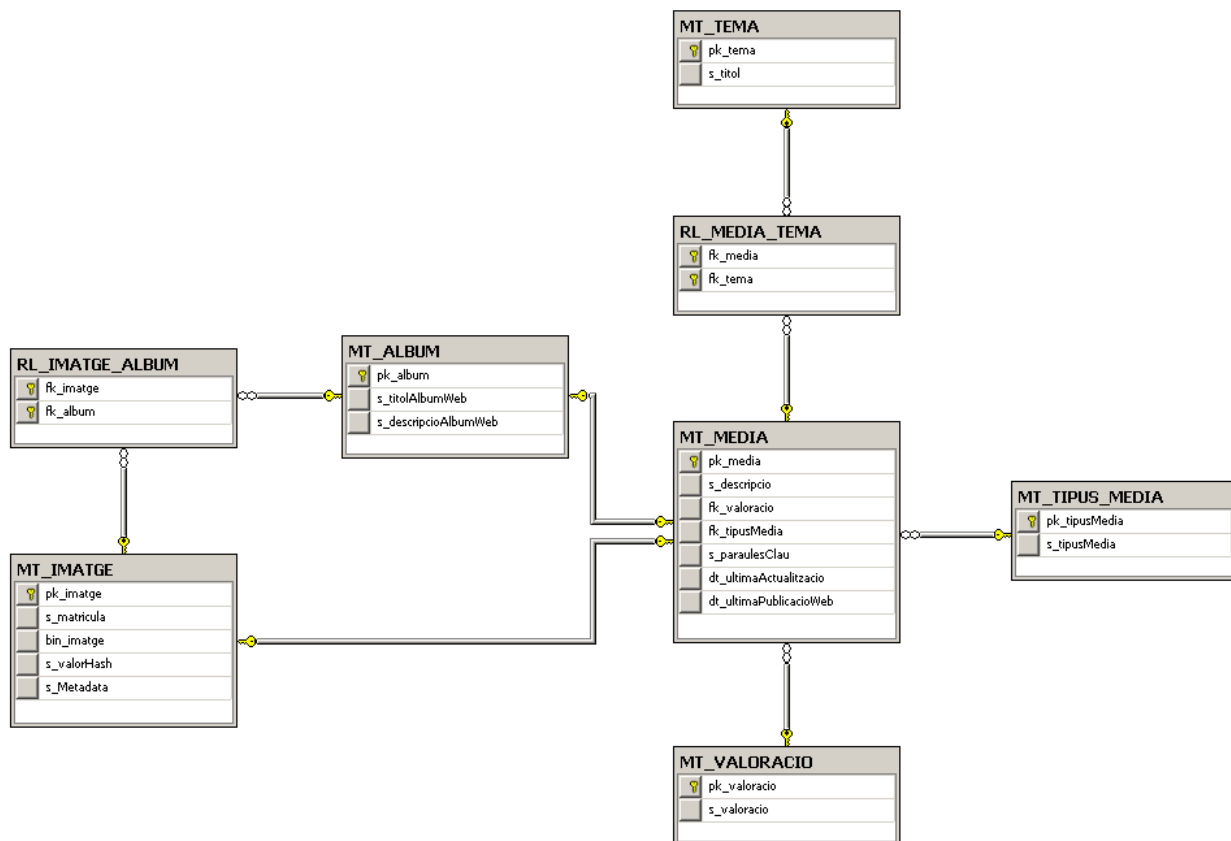 MT_TEMA
pk_tema
s_titol
RL_MEDIA_TEMA
fk_media
fk_tema
RL_IMATGE_ALBUM
fk_imatge
fk_album
MT_ALBUM
pk_album
s_titolAlbumWeb
s_descripcioAlbumWeb
MT_MEDIA
pk_media
s_descripcio
fk_valoracio
fk_tipusMedia
s_paraulesClau
dt_ultimaActualitzacio
dt_ultimaPublicacioWeb
MT_TIPUS_MEDIA
pk_tipusMedia
s_tipusMedia
MT_IMATGE
pk_imatge
s_matricula
bin_imatge
s_valorHash
s_Metadata
MT_VALORACIO
pk_valoracio
s_valoracio